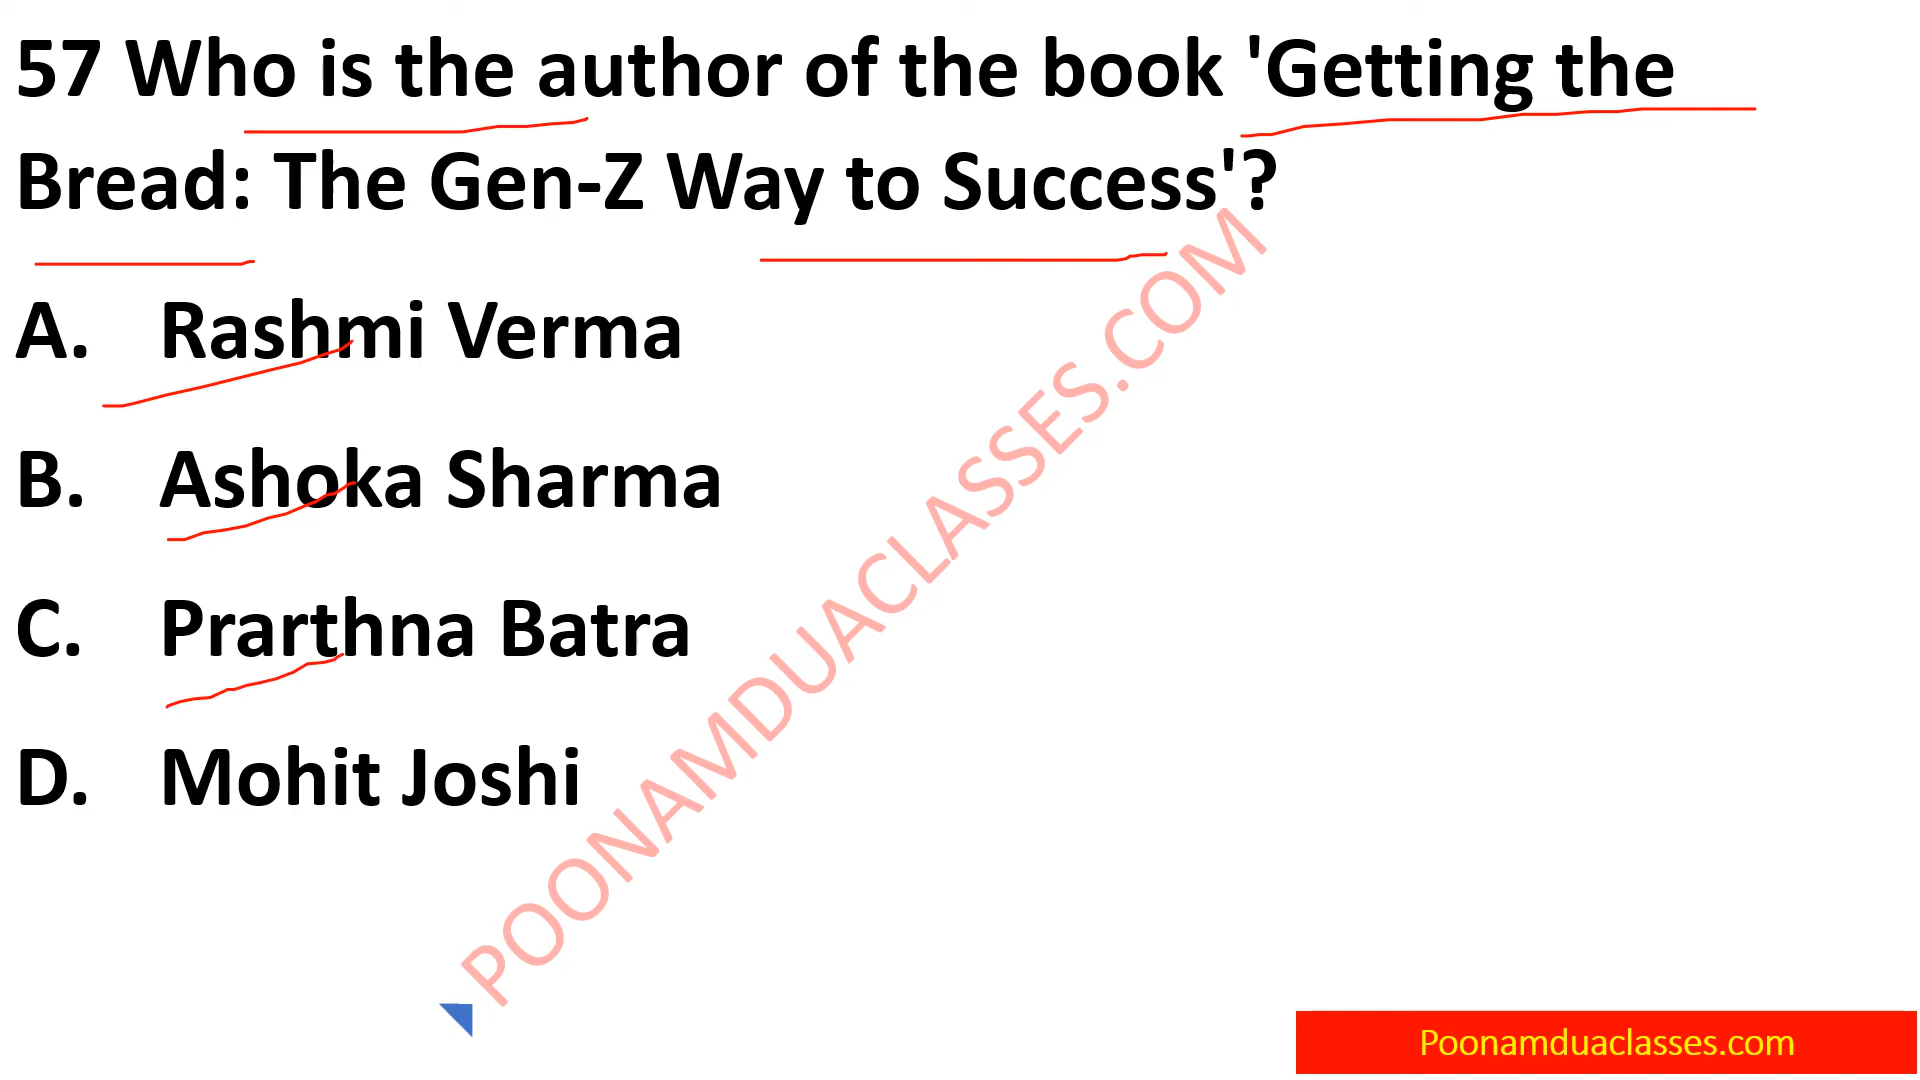 57 Who is the author of the book 'Getting the
Bread: The Gen-Z Way to Success'?
A. Rashmi Verma
B. Ashoka Sharma
C. Prarthna Batra
D. Mohit Joshi
POONAMDUACLASSES.COM
Poonamduaclasses.com